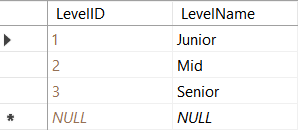 LevelID LevelName
1 Junior
2 Mid
3 Senior
* NULL NULL